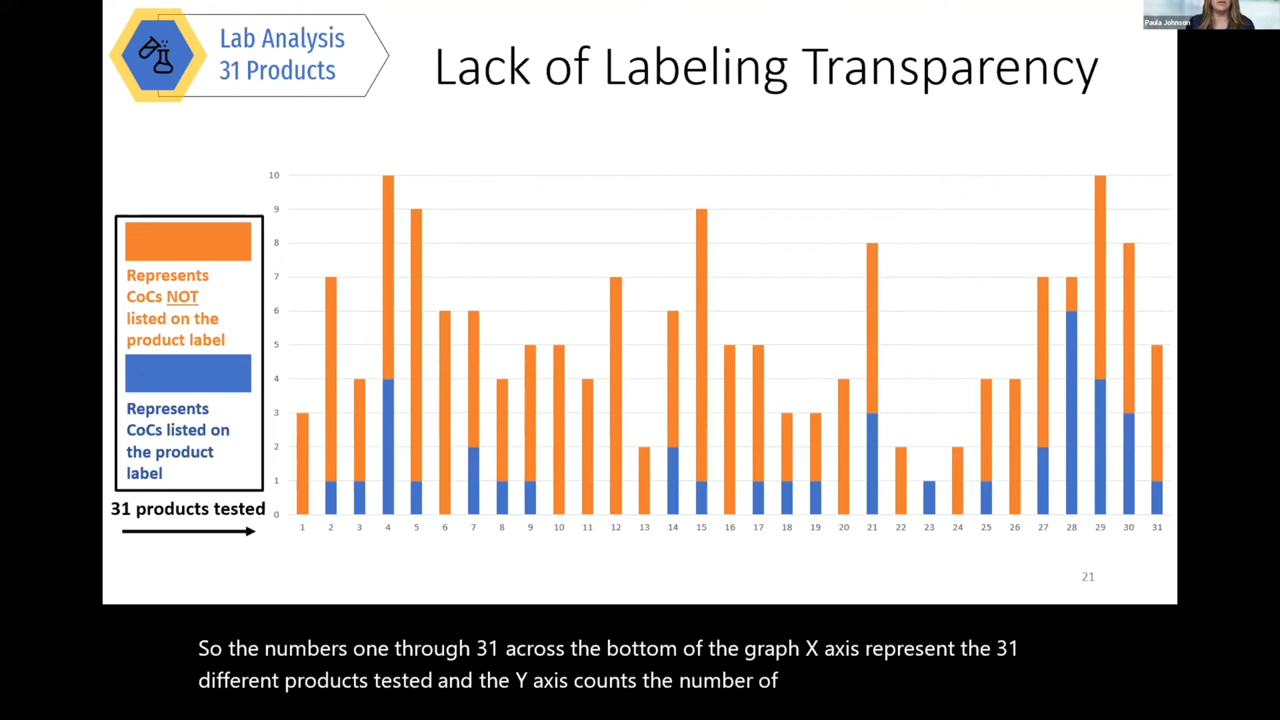 Paula Johnson
Lab Analysis
31 Products
Lack of Labeling Transparency
10
9
8
7
6
5
4
3
2
1
0
Represents
CoCs NOT
listed on the
product label
Represents
CoCs listed on
the product
label
31 products tested
1 2 3 4 5 6 7 8 9 10 11 12 13 14 15 16 17 18 19 20 21 22 23 24 25 26 27 28 29 30 31
21
So the numbers one through 31 across the bottom of the graph X axis represent the 31
different products tested and the Y axis counts the number of